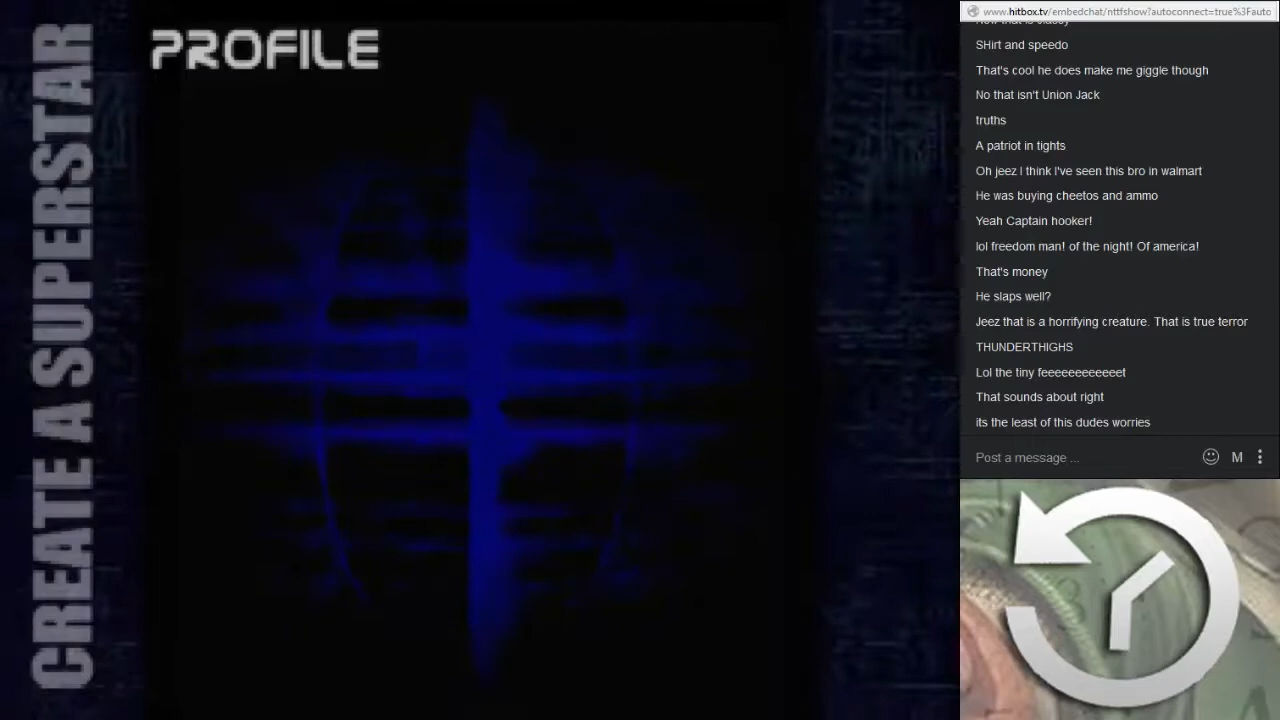 CREATE A SUPERSTAR
PROFILE
www.hitbox.tv/embedchat/nttfshow?autoconnect=true%3Fauto
Now that is classy
SHirt and speedo
That's cool he does make me giggle though
No that isn't Union Jack
truths
A patriot in tights
Oh jeez I think I've seen this bro in walmart
He was buying cheetos and ammo
Yeah Captain hooker!
lol freedom man! of the night! Of america!
That's money
He slaps well?
Jeez that is a horrifying creature. That is true terror
THUNDERTHIGHS
Lol the tiny feeeeeeeeeeeet
That sounds about right
its the least of this dudes worries
Post a message ...
M